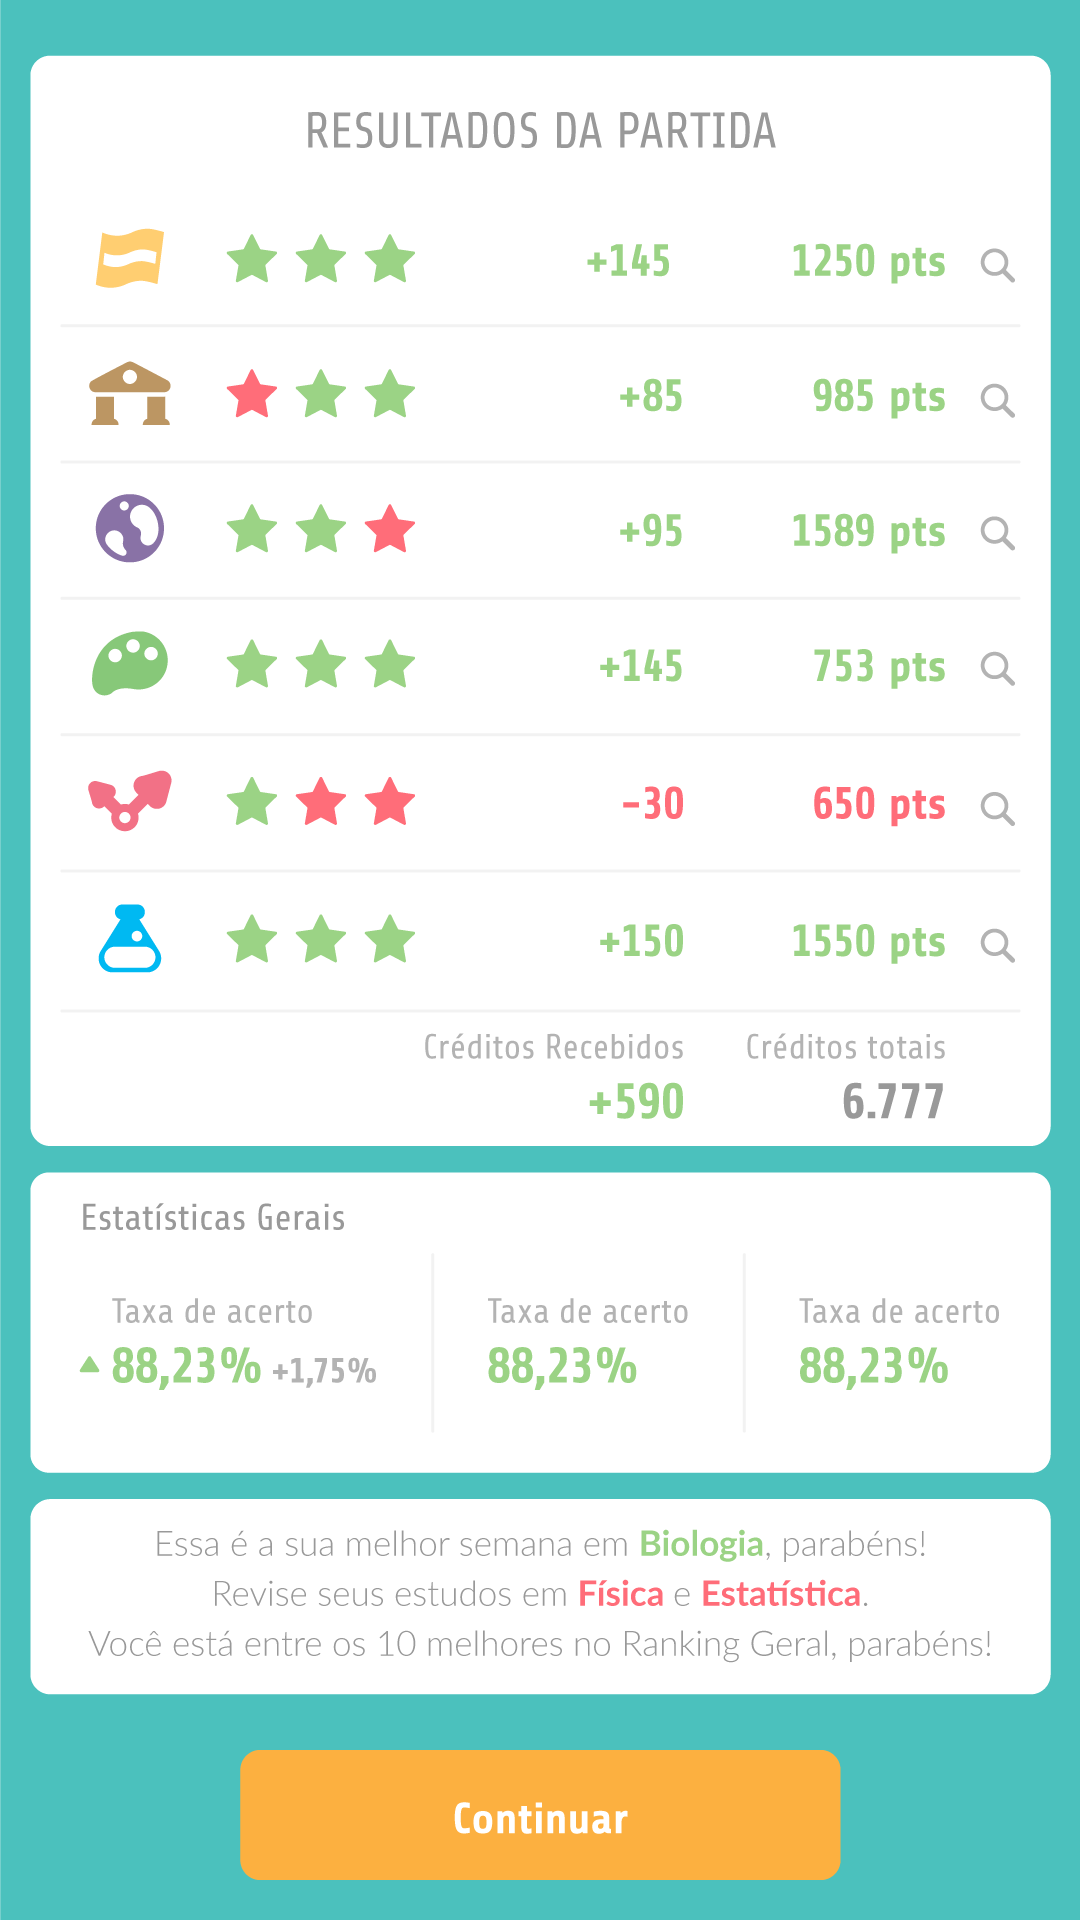 RESULTADOS DA PARTIDA
+145 1250 pts
+85 985 pts
+95 1589 pts
+145 753 pts
-30 650 pts
+150 1550 pts
Créditos Recebidos Créditos totais
+590 6.777
Estatísticas Gerais
Taxa de acerto Taxa de acerto Taxa de acerto
88,23% +1,75% 88,23% 88,23%
Essa é a sua melhor semana em Biologia, parabéns!
Revise seus estudos em Física e Estatística.
Você está entre os 10 melhores no Ranking Geral, parabéns!
Continuar